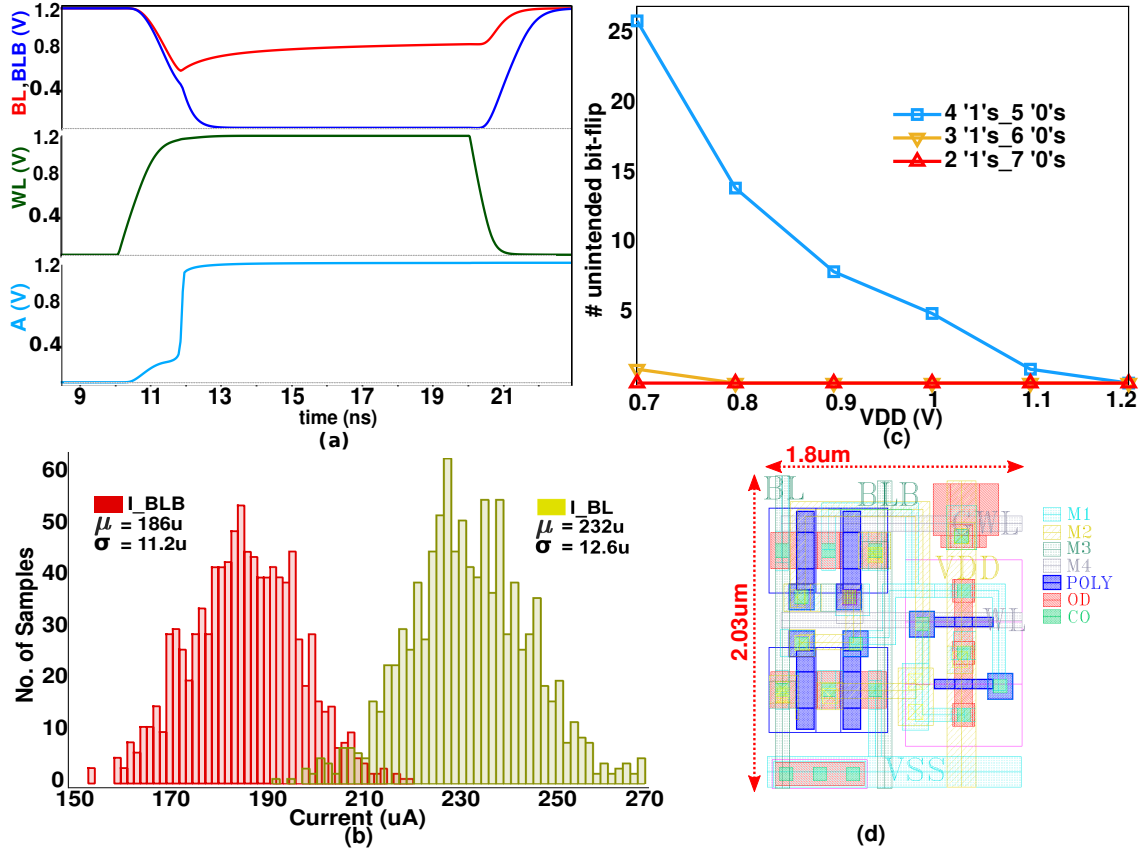 BL,BLB (V)
1.2
0.8
0.4
WL (V)
1.2
0.8
0.4
A (V)
1.2
0.8
0.4
9 11 13 15 17 19 21
time (ns)
(a)
# unintended bit-flip
25
20
15
10
5
4 '1's_5 '0's
3 '1's_6 '0's
2 '1's_7 '0's
0.7 0.8 0.9 1 1.1 1.2
VDD (V)
(c)
No. of Samples
60
50
40
30
20
10
0
I_BLB
μ = 186u
σ = 11.2u
I_BL
μ = 232u
σ = 12.6u
150 170 190 210 230 250 270
Current (uA)
(b)
1.8um
2.03um
BL
BLB
CWL
VDD
WL
VSS
M1
M2
M3
M4
POLY
OD
CO
(d)